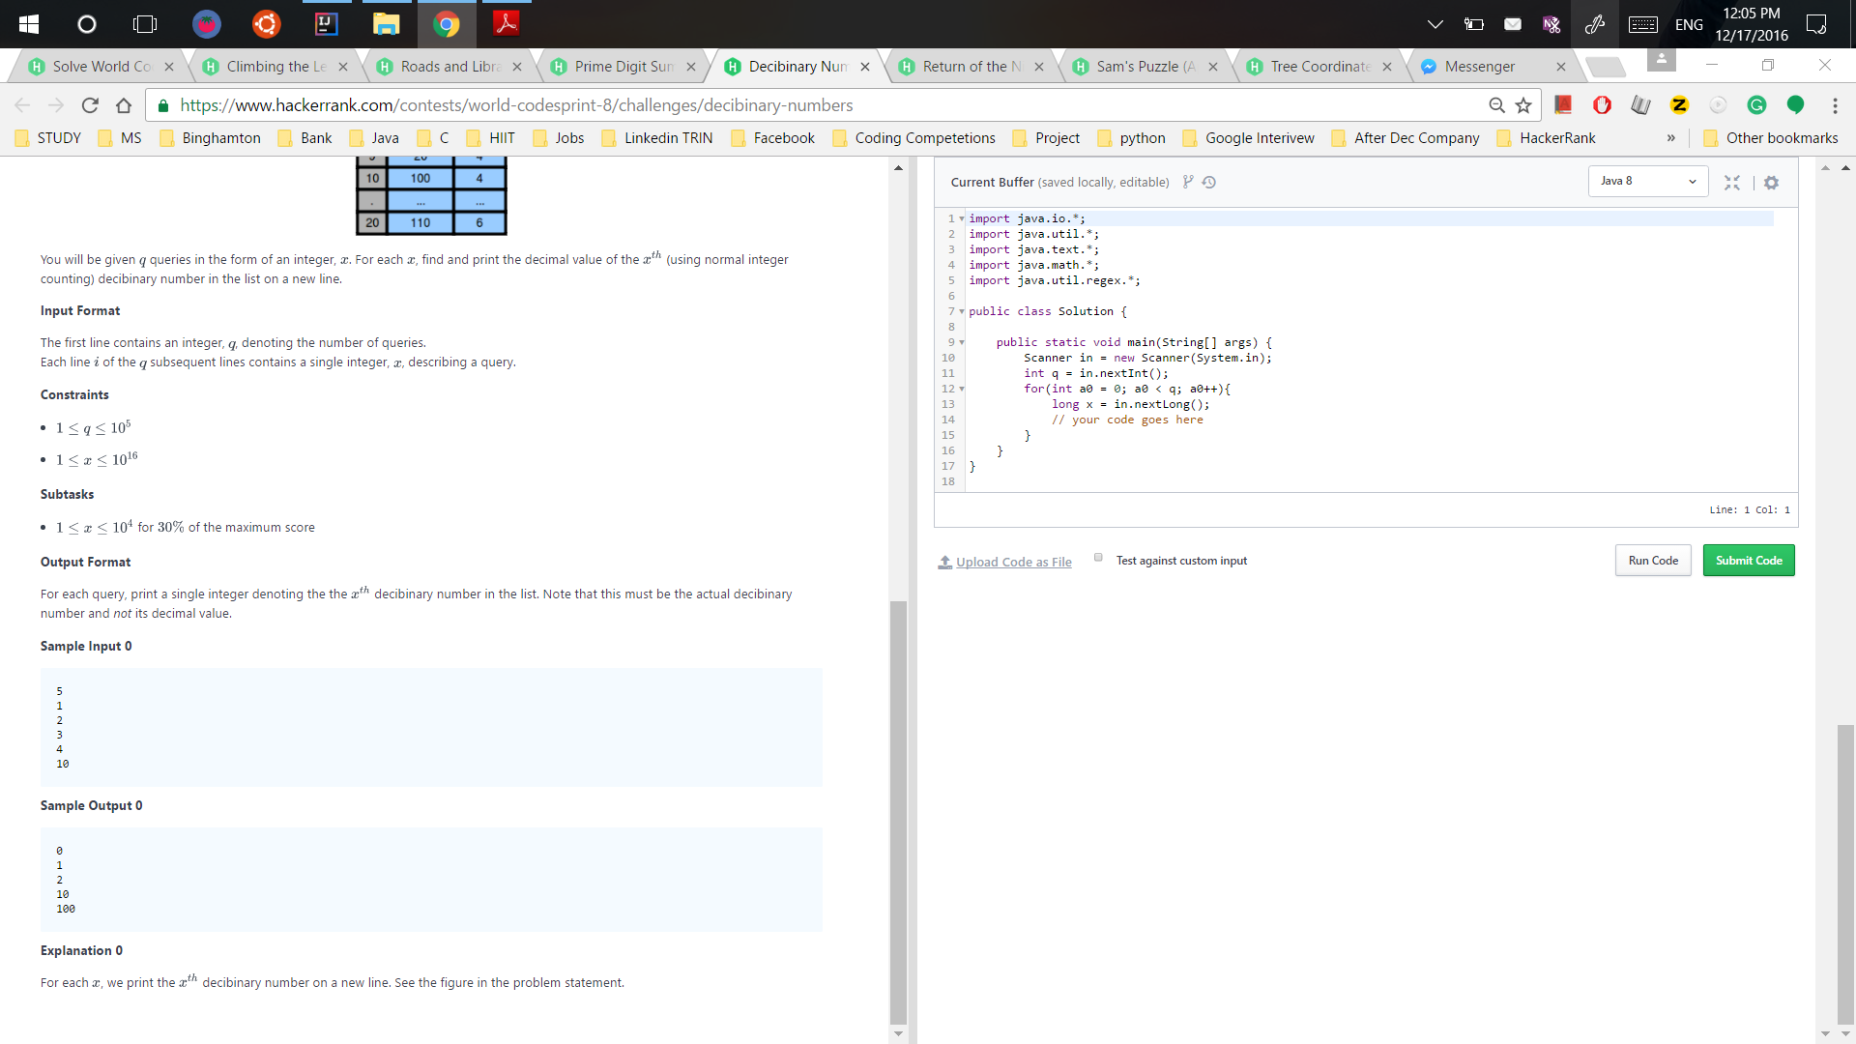 ENG
12:05 PM
12/17/2016
Solve World Co
Climbing the Le
Roads and Libra
Prime Digit Sum
Decibinary Num
Return of the N
Sam's Puzzle (A
Tree Coordinate
Messenger
https://www.hackerrank.com/contests/world-codesprint-8/challenges/decibinary-numbers
STUDY
MS
Binghamton
Bank
Java
C
HIIT
Jobs
Linkedin TRIN
Facebook
Coding Competetions
Project
python
Google Interivew
After Dec Company
HackerRank
»
Other bookmarks
10 100 4
. ... ...
20 110 6
You will be given q queries in the form of an integer, x. For each x, find and print the decimal value of the xth (using normal integer
counting) decibinary number in the list on a new line.
Input Format
The first line contains an integer, q, denoting the number of queries.
Each line i of the q subsequent lines contains a single integer, x, describing a query.
Constraints
• 1 ≤ q ≤ 10^5
• 1 ≤ x ≤ 10^16
Subtasks
• 1 ≤ x ≤ 10^4 for 30% of the maximum score
Output Format
For each query, print a single integer denoting the the xth decibinary number in the list. Note that this must be the actual decibinary
number and not its decimal value.
Sample Input 0
5
1
2
3
4
10
Sample Output 0
0
1
2
10
100
Explanation 0
For each x, we print the xth decibinary number on a new line. See the figure in the problem statement.
Current Buffer (saved locally, editable)
Java 8
1 import java.io.*;
2 import java.util.*;
3 import java.text.*;
4 import java.math.*;
5 import java.util.regex.*;
6
7 public class Solution {
8
9 public static void main(String[] args) {
10 Scanner in = new Scanner(System.in);
11 int q = in.nextInt();
12 for(int a0 = 0; a0 < q; a0++){
13 long x = in.nextLong();
14 // your code goes here
15 }
16 }
17 }
18
Line: 1 Col: 1
Upload Code as File
Test against custom input
Run Code
Submit Code